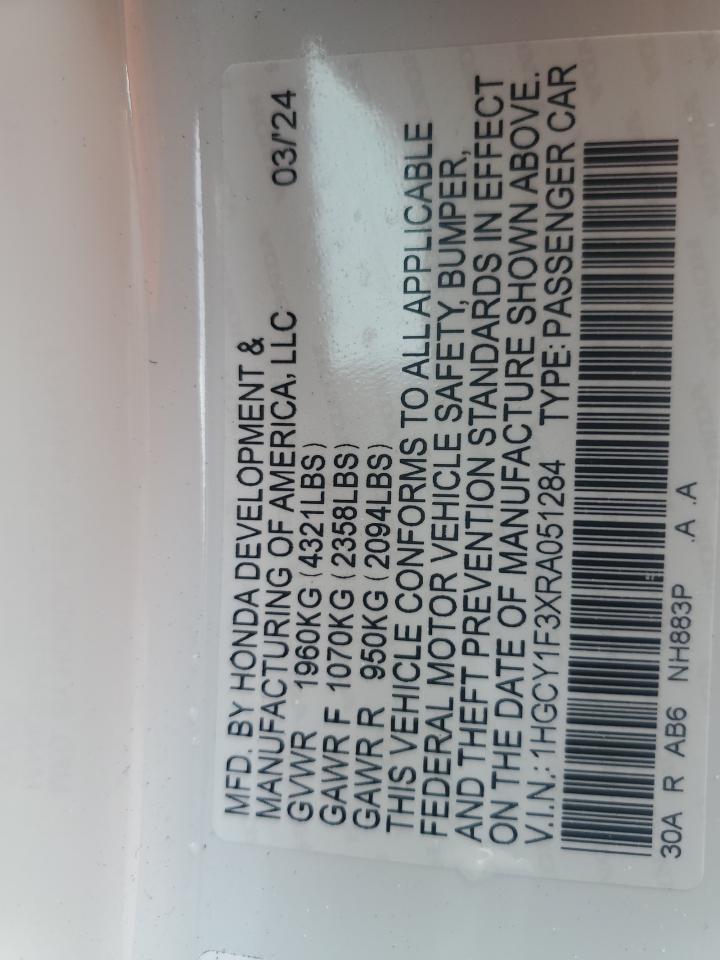 MFD. BY HONDA DEVELOPMENT &
MANUFACTURING OF AMERICA, LLC 03/'24
GVWR 1960KG (4321LBS)
GAWR F 1070KG (2358LBS)
GAWR R 950KG (2094LBS)
THIS VEHICLE CONFORMS TO ALL APPLICABLE
FEDERAL MOTOR VEHICLE SAFETY, BUMPER,
AND THEFT PREVENTION STANDARDS IN EFFECT
ON THE DATE OF MANUFACTURE SHOWN ABOVE.
V.I.N.: 1HGCY1F3XRA051284 TYPE: PASSENGER CAR
30A R AB6 NH883P .A .A